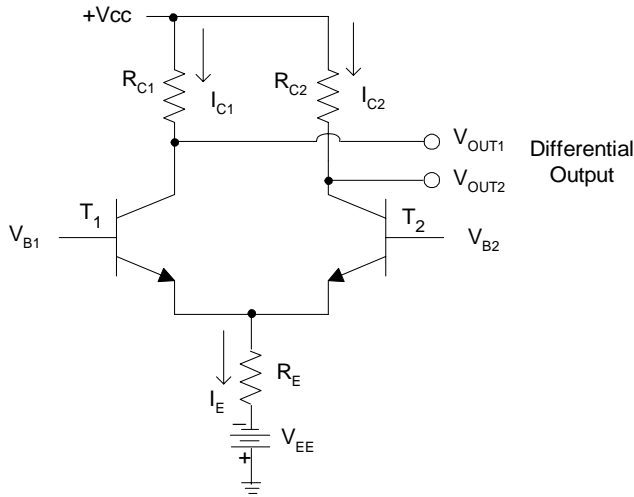 +Vcc
R_C1
I_C1
R_C2
I_C2
V_OUT1
Differential
Output
V_OUT2
T_1
T_2
V_B1
V_B2
R_E
I_E
−
V_EE
+